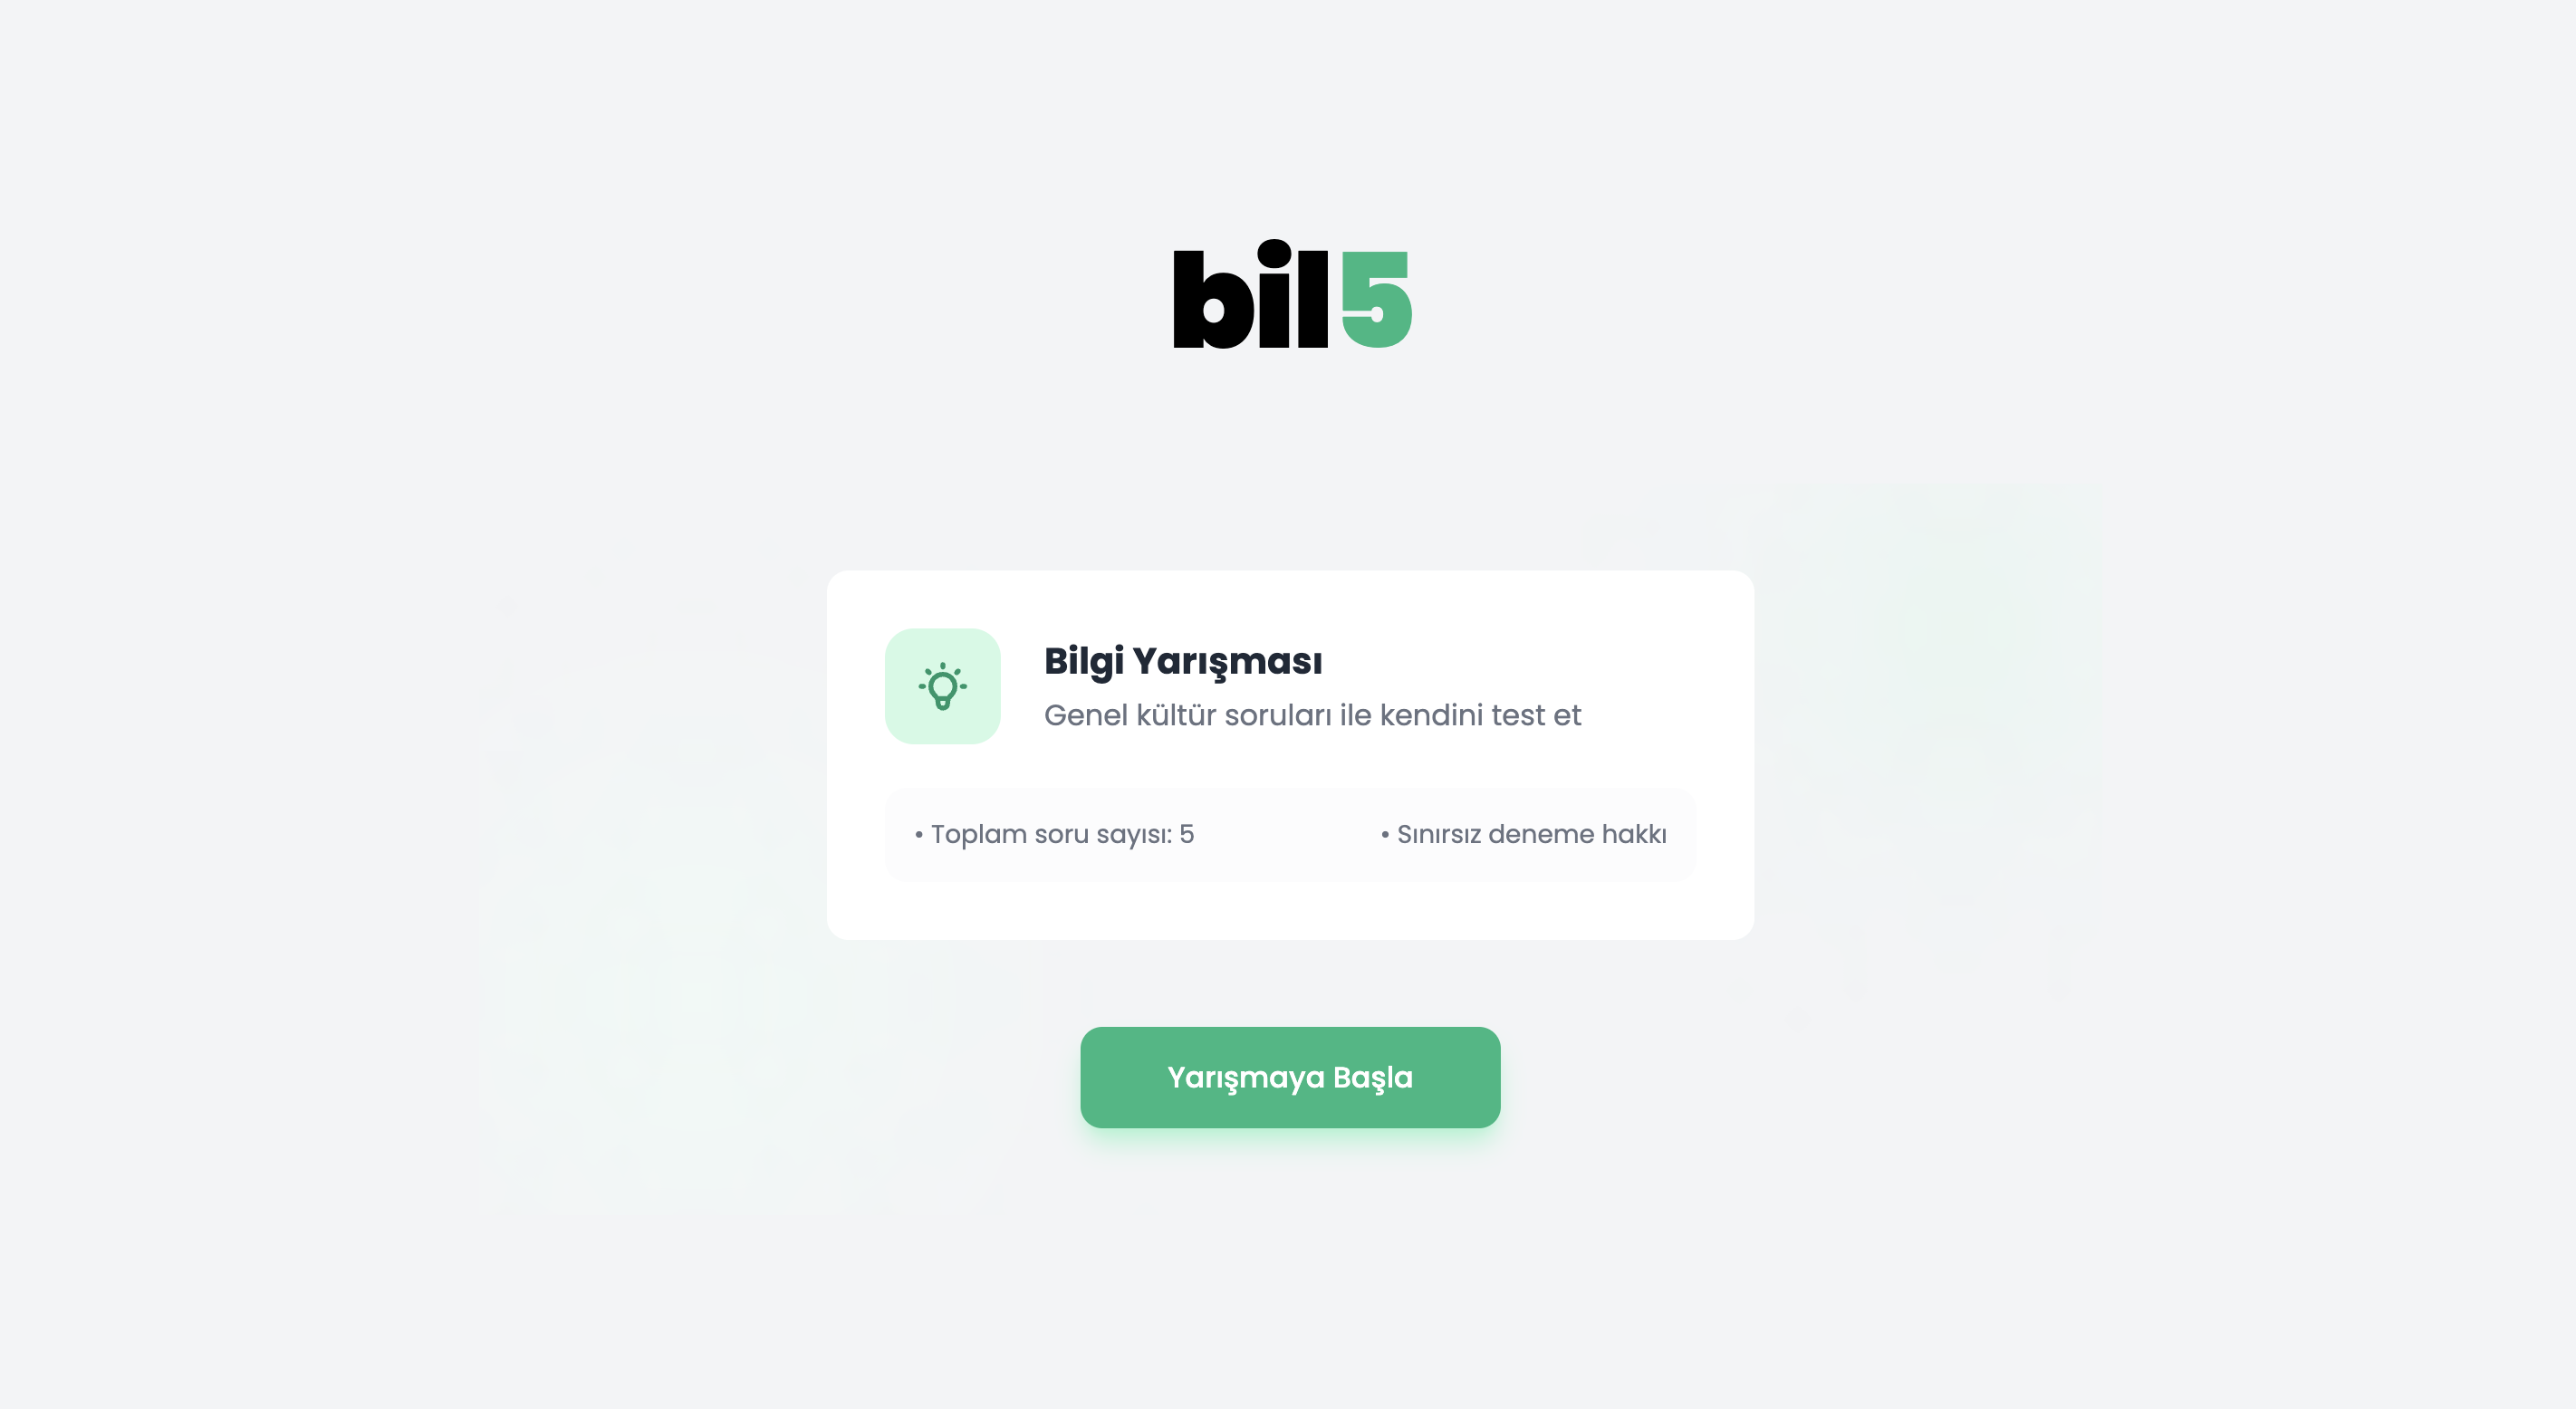 bil5
Bilgi Yarışması
Genel kültür soruları ile kendini test et
• Toplam soru sayısı: 5
• Sınırsız deneme hakkı
Yarışmaya Başla